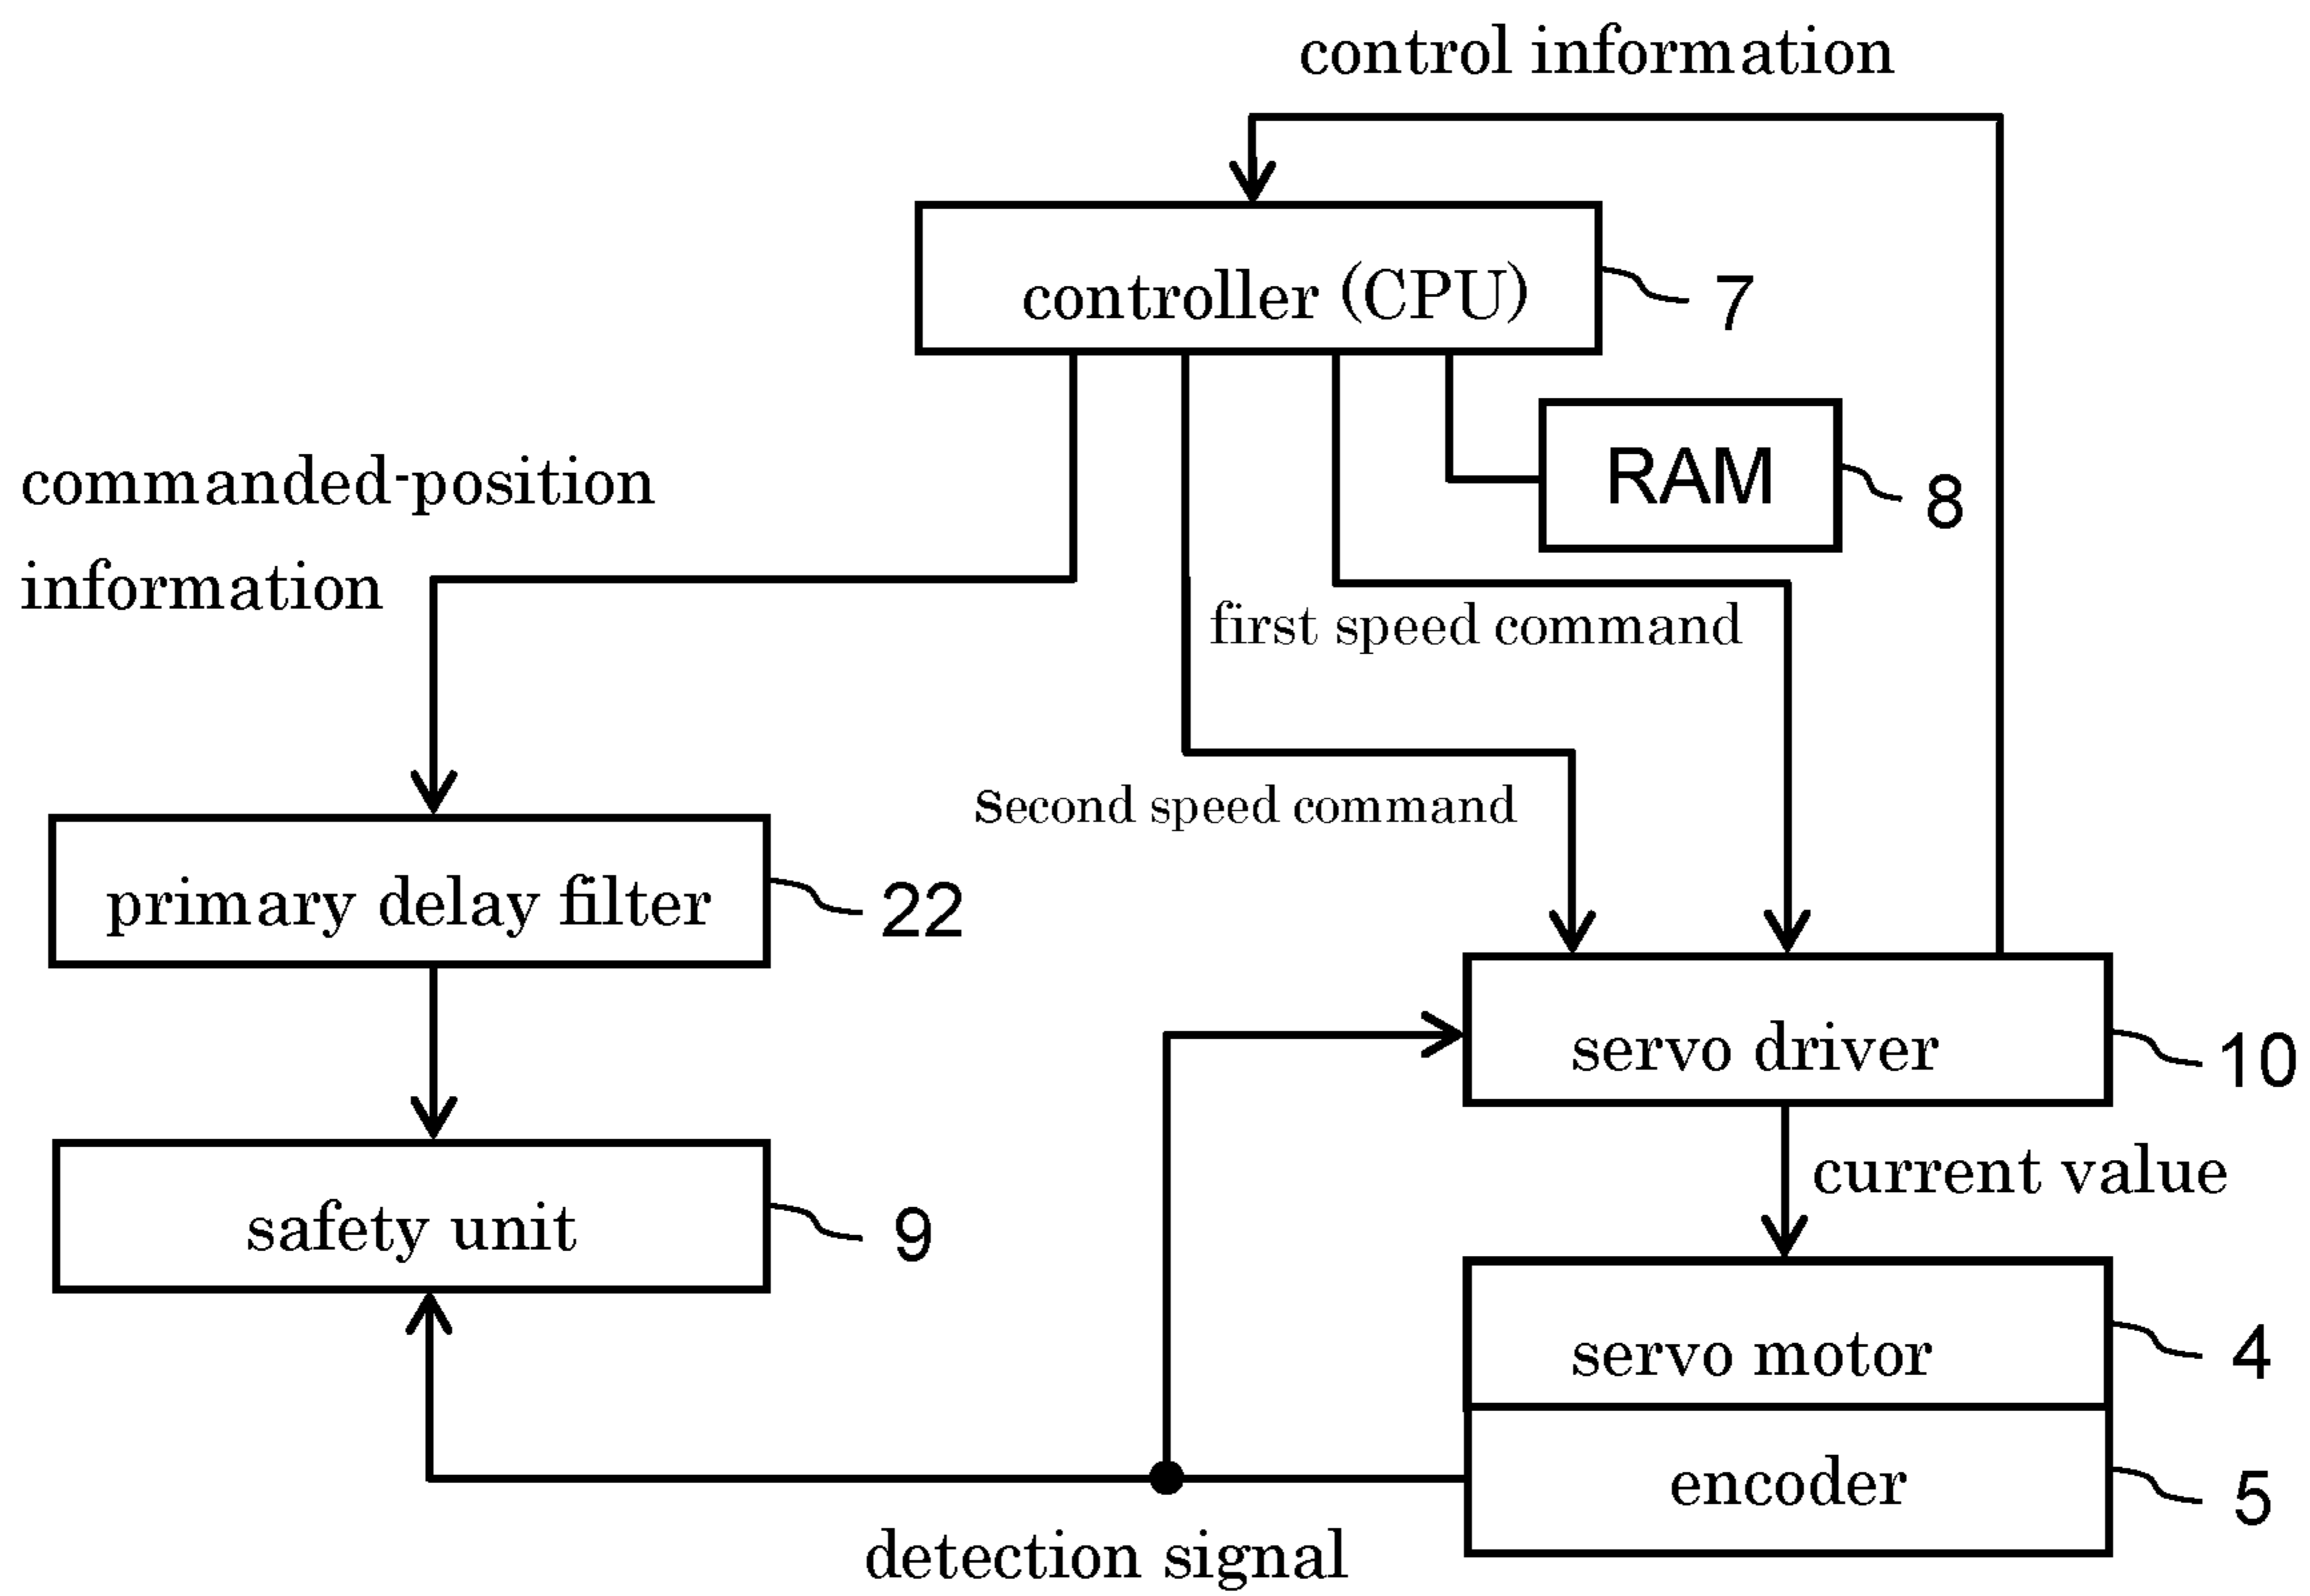 control information
controller (CPU)
7
RAM
8
commanded-position
information
first speed command
Second speed command
primary delay filter
22
servo driver
10
current value
safety unit
9
servo motor
4
encoder
5
detection signal